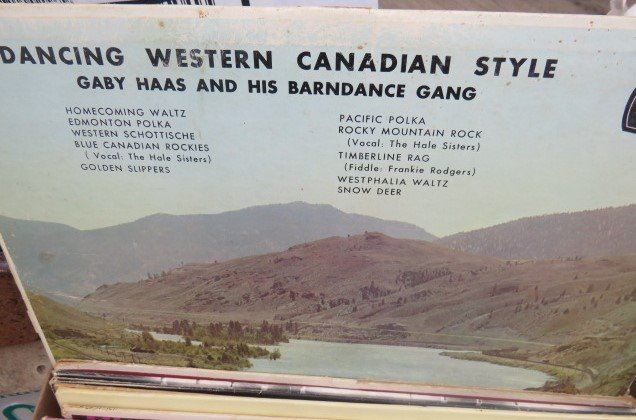 DANCING WESTERN CANADIAN STYLE
GABY HAAS AND HIS BARNDANCE GANG
HOMECOMING WALTZ
EDMONTON POLKA
WESTERN SCHOTTISCHE
BLUE CANADIAN ROCKIES
( Vocal: The Hale Sisters)
GOLDEN SLIPPERS
PACIFIC POLKA
ROCKY MOUNTAIN ROCK
(Vocal: The Hale Sisters)
TIMBERLINE RAG
(Fiddle: Frankie Rodgers)
WESTPHALIA WALTZ
SNOW DEER